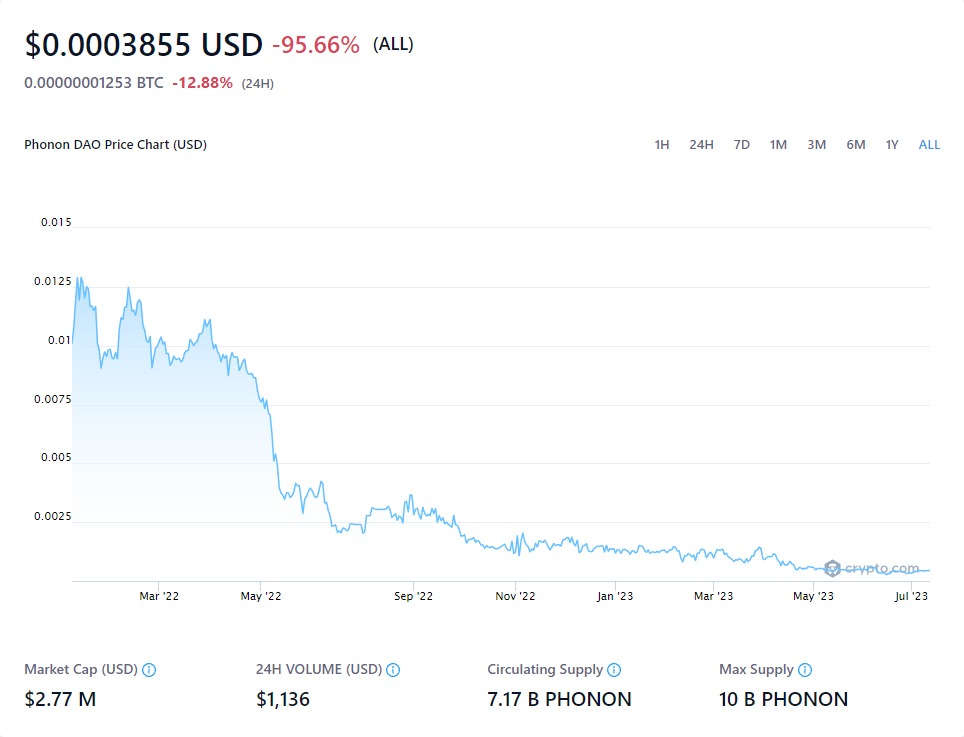 $0.0003855 USD -95.66% (ALL)
0.00000001253 BTC -12.88% (24H)
Phonon DAO Price Chart (USD) 1H 24H 7D 1M 3M 6M 1Y ALL
0.015
0.0125
0.01
0.0075
0.005
0.0025
crypto.com
Mar '22 May '22 Sep '22 Nov '22 Jan '23 Mar '23 May '23 Jul '23
Market Cap (USD) 24H VOLUME (USD) Circulating Supply Max Supply
$2.77 M $1,136 7.17 B PHONON 10 B PHONON